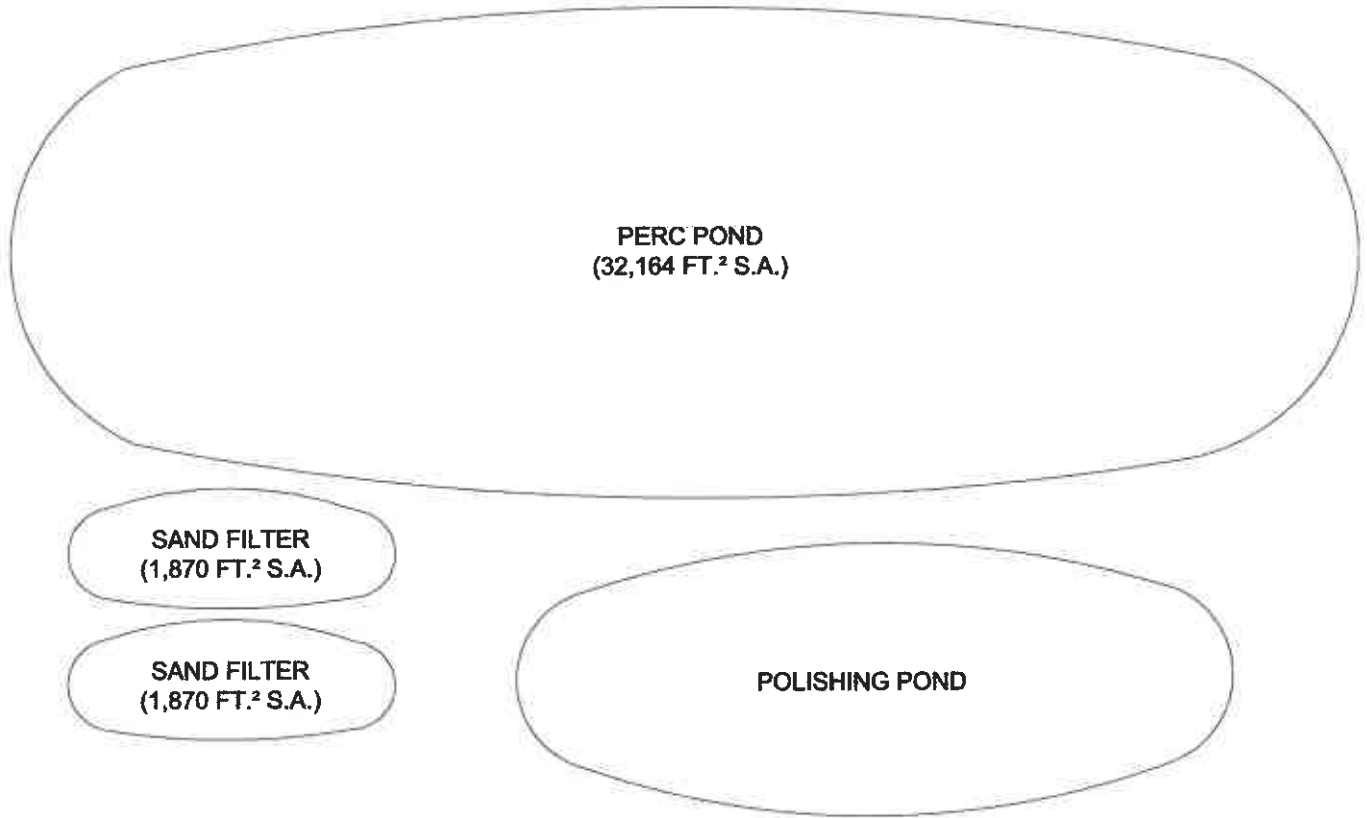 PERC POND
(32,164 FT.² S.A.)
SAND FILTER
(1,870 FT.² S.A.)
SAND FILTER
(1,870 FT.² S.A.)
POLISHING POND